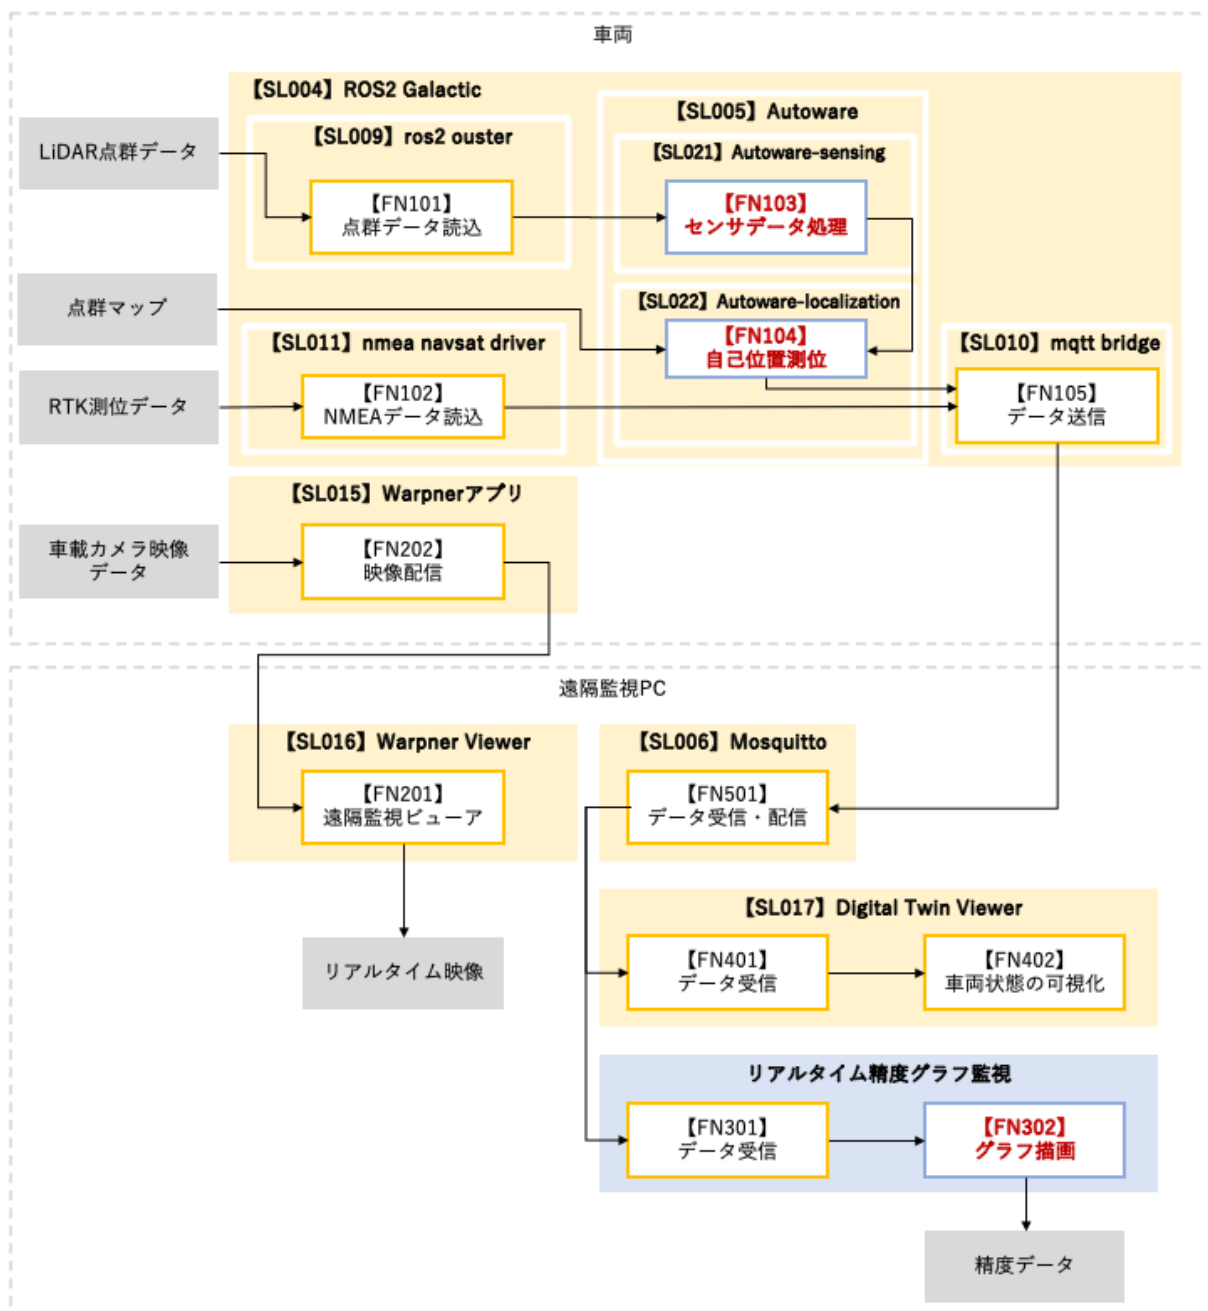 車両
【SL004】ROS2 Galactic
【SL005】Autoware
【SL009】ros2 ouster
【SL021】Autoware-sensing
LiDAR点群データ
【FN101】
点群データ読込
【FN103】
センサデータ処理
点群マップ
【SL022】Autoware-localization
【FN104】
自己位置測位
【SL011】nmea navsat driver
【SL010】mqtt bridge
RTK測位データ
【FN102】
NMEAデータ読込
【FN105】
データ送信
【SL015】Warpnerアプリ
車載カメラ映像
データ
【FN202】
映像配信
遠隔監視PC
【SL016】Warpner Viewer
【SL006】Mosquitto
【FN201】
遠隔監視ビューア
【FN501】
データ受信・配信
【SL017】Digital Twin Viewer
リアルタイム映像
【FN401】
データ受信
【FN402】
車両状態の可視化
リアルタイム精度グラフ監視
【FN301】
データ受信
【FN302】
グラフ描画
精度データ